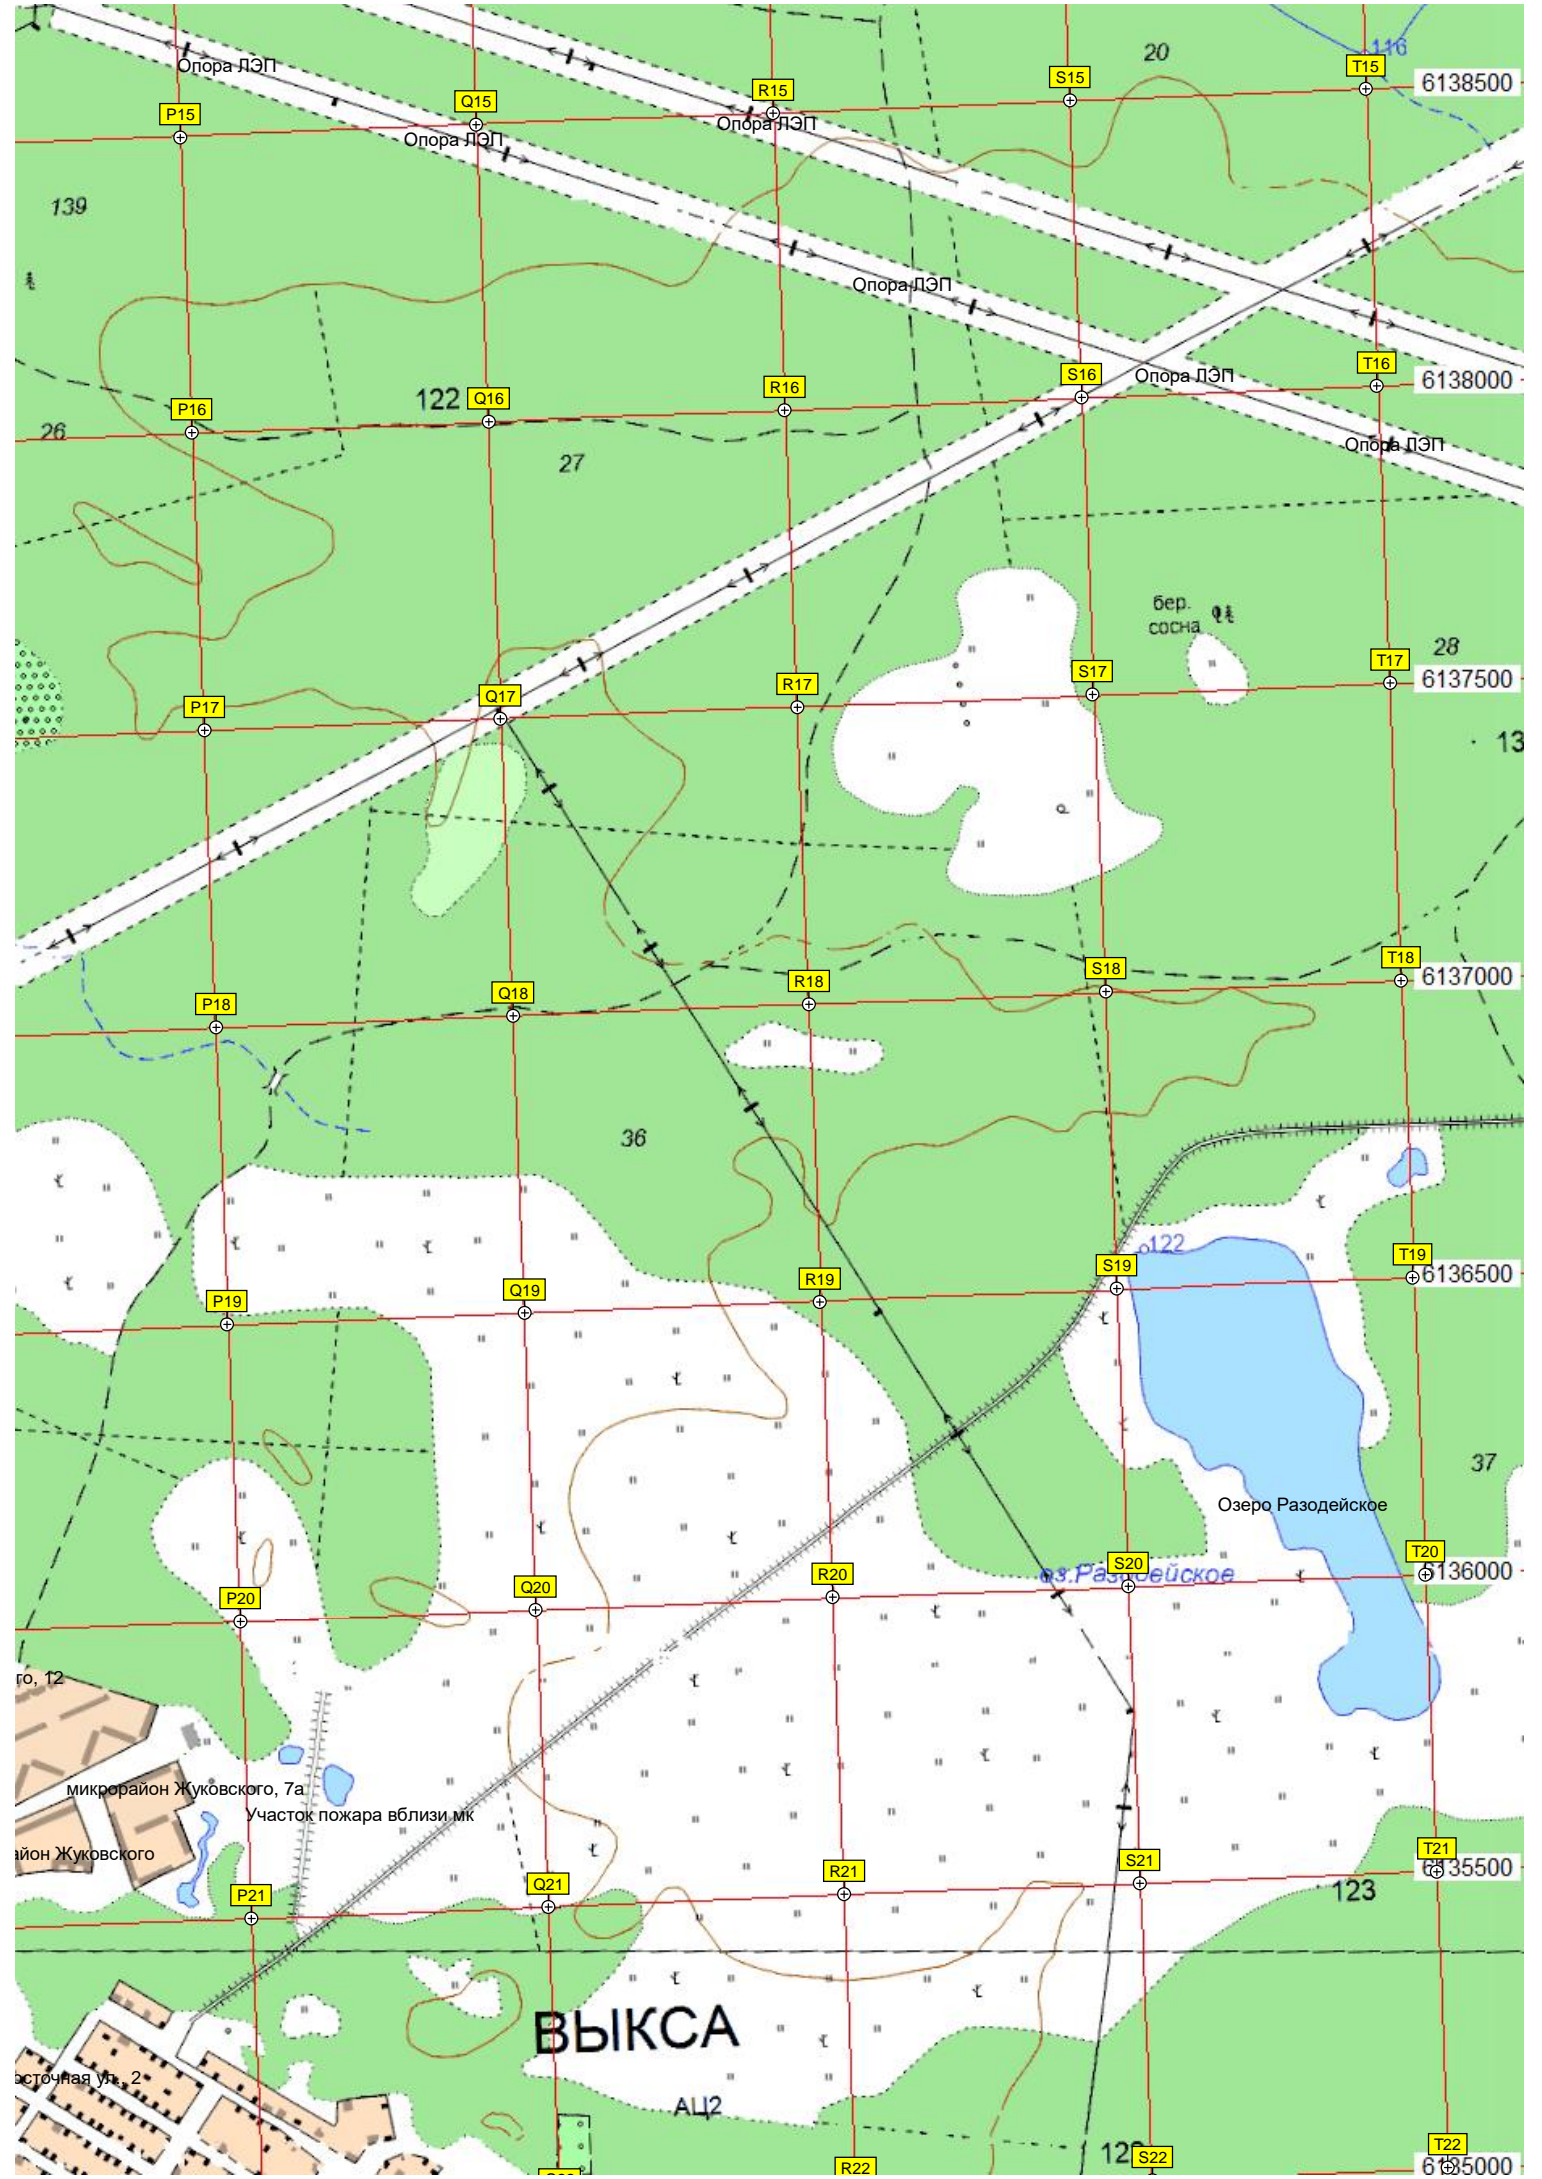 116
20
T15
6138500
Опора ЛЭП
S15
R15
Q15
P15
Опора ЛЭП
Опора ЛЭП
139
Опора ЛЭП
T16
6138000
S16
Опора ЛЭП
R16
Q16
122
P16
26
27
Опора ЛЭП
бер.
сосна
28
T17
6137500
S17
R17
Q17
P17
13
T18
6137000
S18
R18
Q18
P18
36
122
T19
6136500
S19
R19
Q19
P19
37
Озеро Разодейское
T20
6136000
S20
оз.Разодейское
R20
Q20
P20
го, 12
микрорайон Жуковского, 7а
Участок пожара вблизи мк
айон Жуковского
T21
6135500
S21
R21
Q21
P21
123
ВЫКСА
осточная ул., 2
АЦ2
T22
6135000
S22
R22